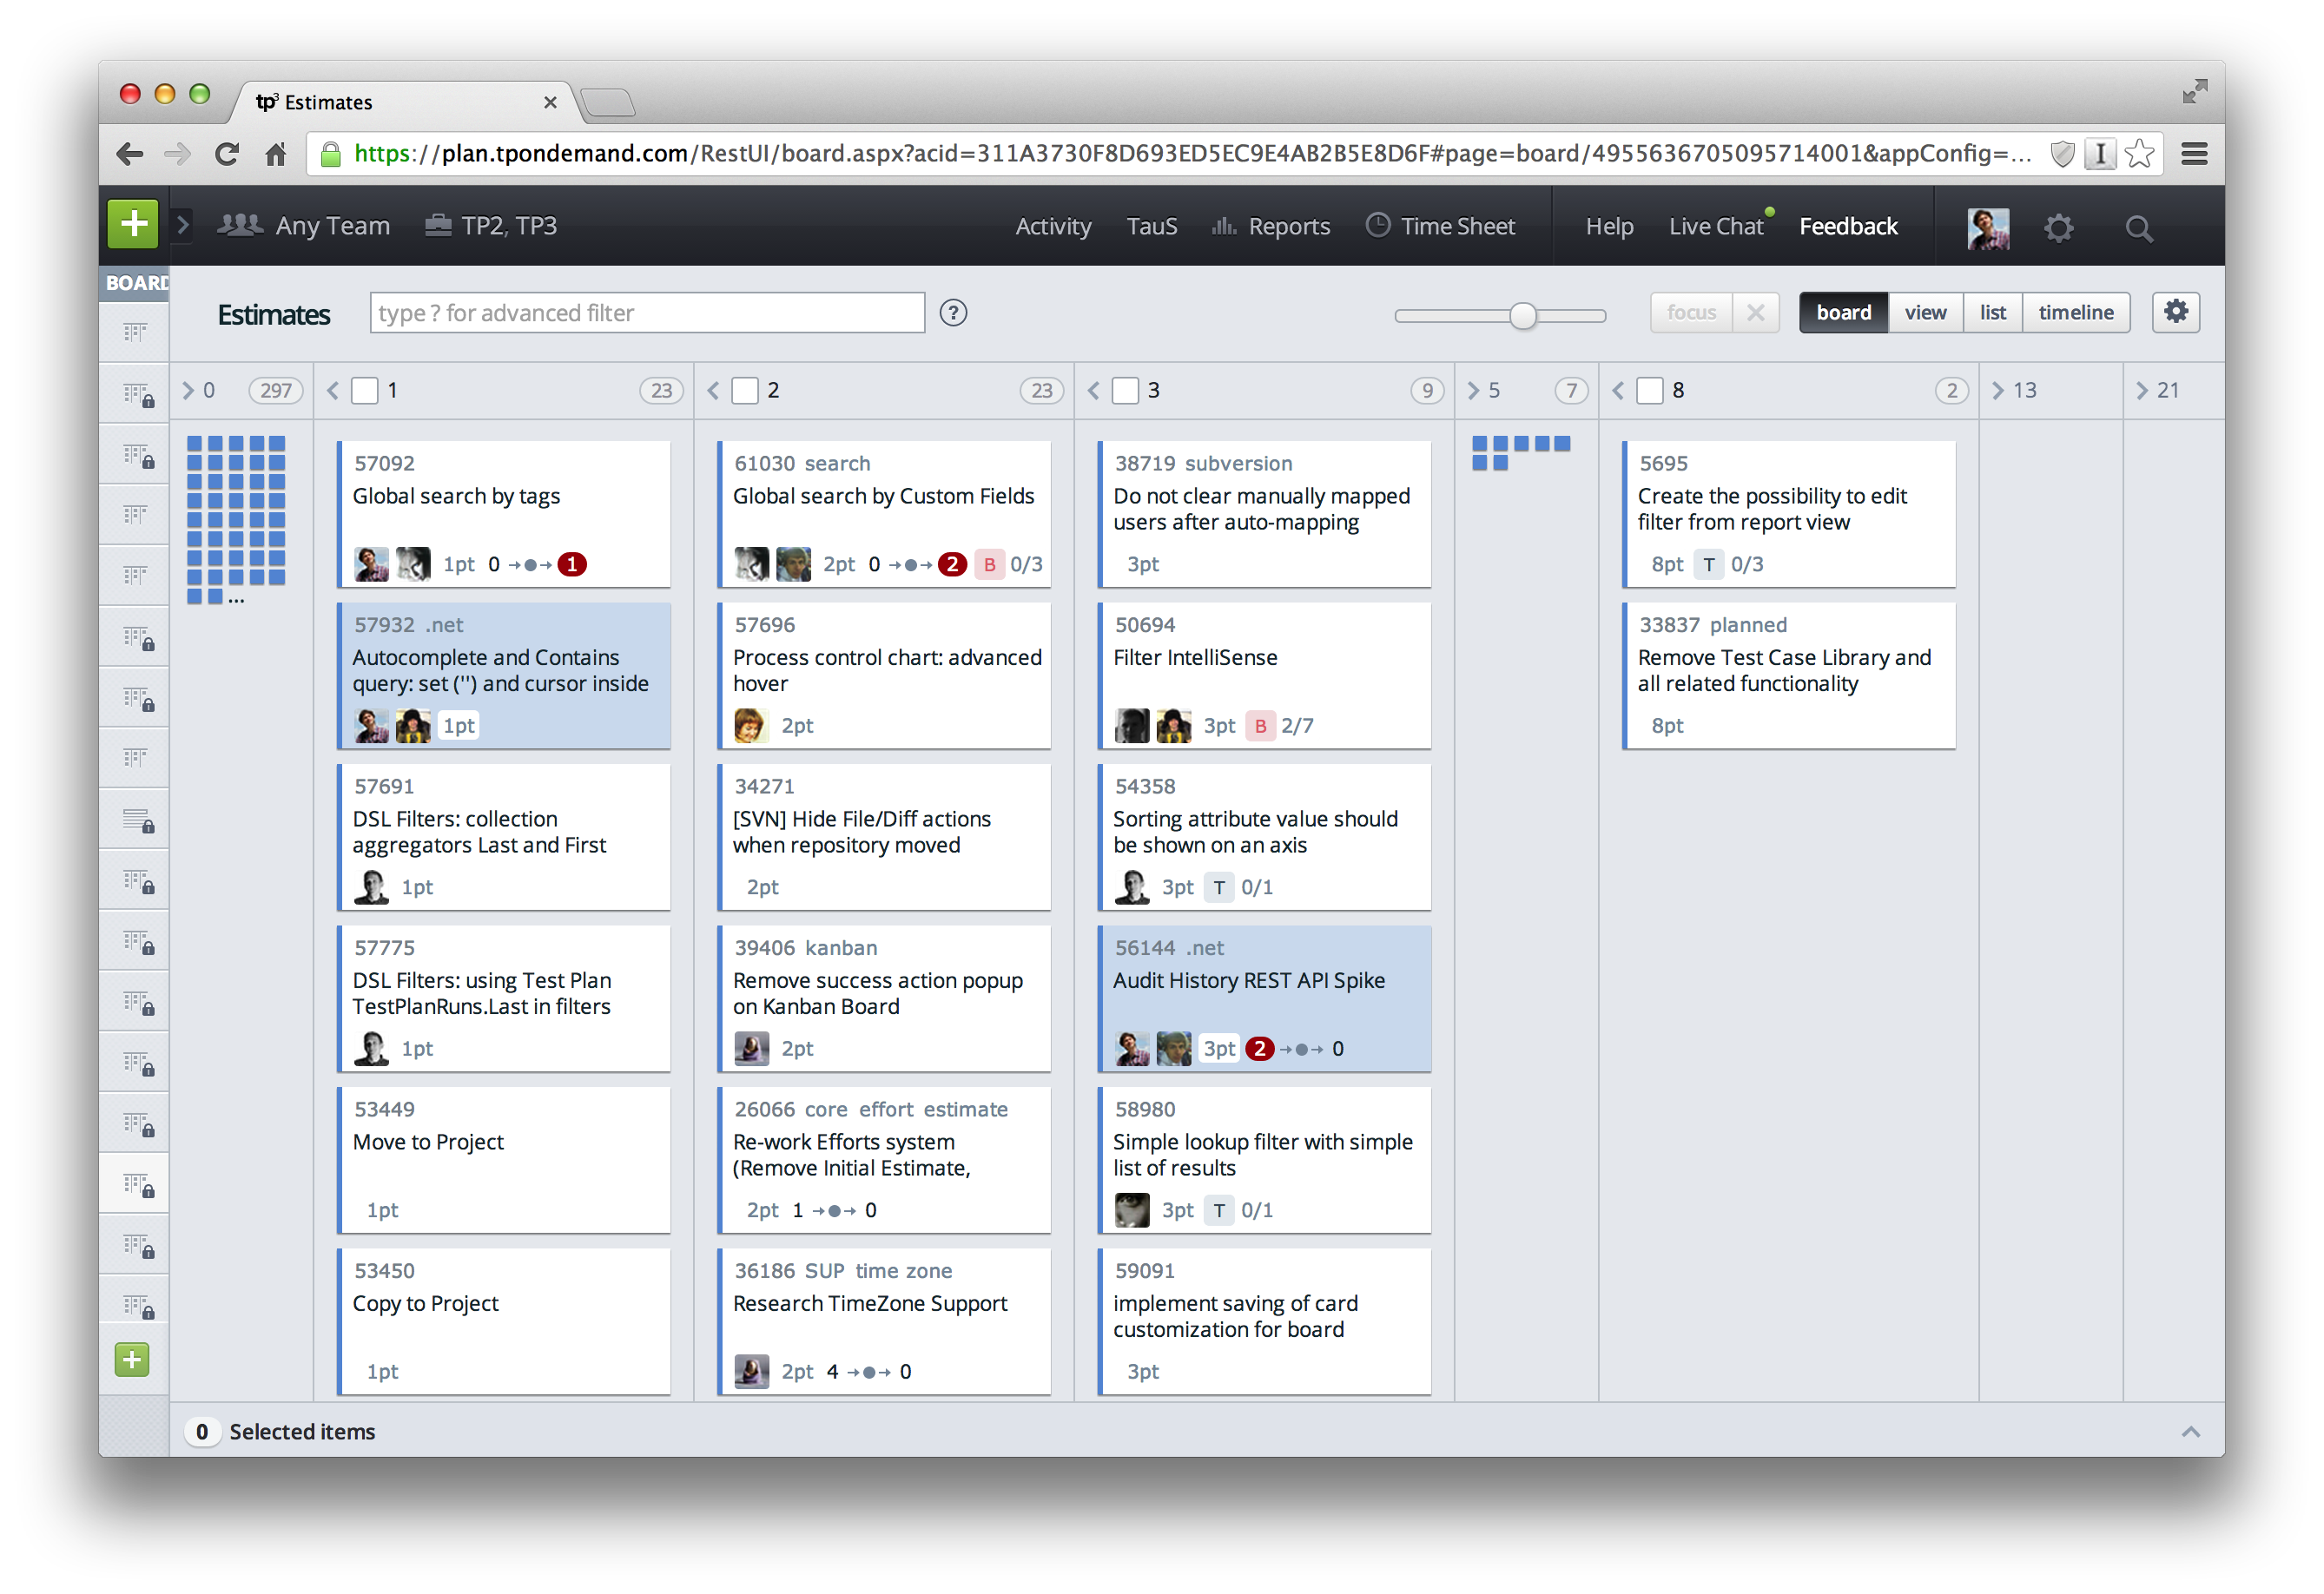 tp3 Estimates
https://plan.tpondemand.com/RestUI/board.aspx?acid=311A3730F8D693ED5EC9E4AB2B5E8D6F#page=board/4955636705095714001&appConfig=...
Any Team TP2, TP3 Activity TauS Reports Time Sheet Help Live Chat Feedback
BOARD
Estimates type ? for advanced filter ? focus board view list timeline
0 297 1 23 2 23 3 9 5 7 8 2 13 21
57092
Global search by tags
1pt 0 1
57932 .net
Autocomplete and Contains
query: set ('') and cursor inside
1pt
57691
DSL Filters: collection
aggregators Last and First
1pt
57775
DSL Filters: using Test Plan
TestPlanRuns.Last in filters
1pt
53449
Move to Project
1pt
53450
Copy to Project
1pt
61030 search
Global search by Custom Fields
2pt 0 2 B 0/3
57696
Process control chart: advanced
hover
2pt
34271
[SVN] Hide File/Diff actions
when repository moved
2pt
39406 kanban
Remove success action popup
on Kanban Board
2pt
26066 core effort estimate
Re-work Efforts system
(Remove Initial Estimate,
2pt 1 0
36186 SUP time zone
Research TimeZone Support
2pt 4 0
38719 subversion
Do not clear manually mapped
users after auto-mapping
3pt
50694
Filter IntelliSense
3pt B 2/7
54358
Sorting attribute value should
be shown on an axis
3pt T 0/1
56144 .net
Audit History REST API Spike
3pt 2 0
58980
Simple lookup filter with simple
list of results
3pt T 0/1
59091
implement saving of card
customization for board
3pt
...
5695
Create the possibility to edit
filter from report view
8pt T 0/3
33837 planned
Remove Test Case Library and
all related functionality
8pt
0 Selected items